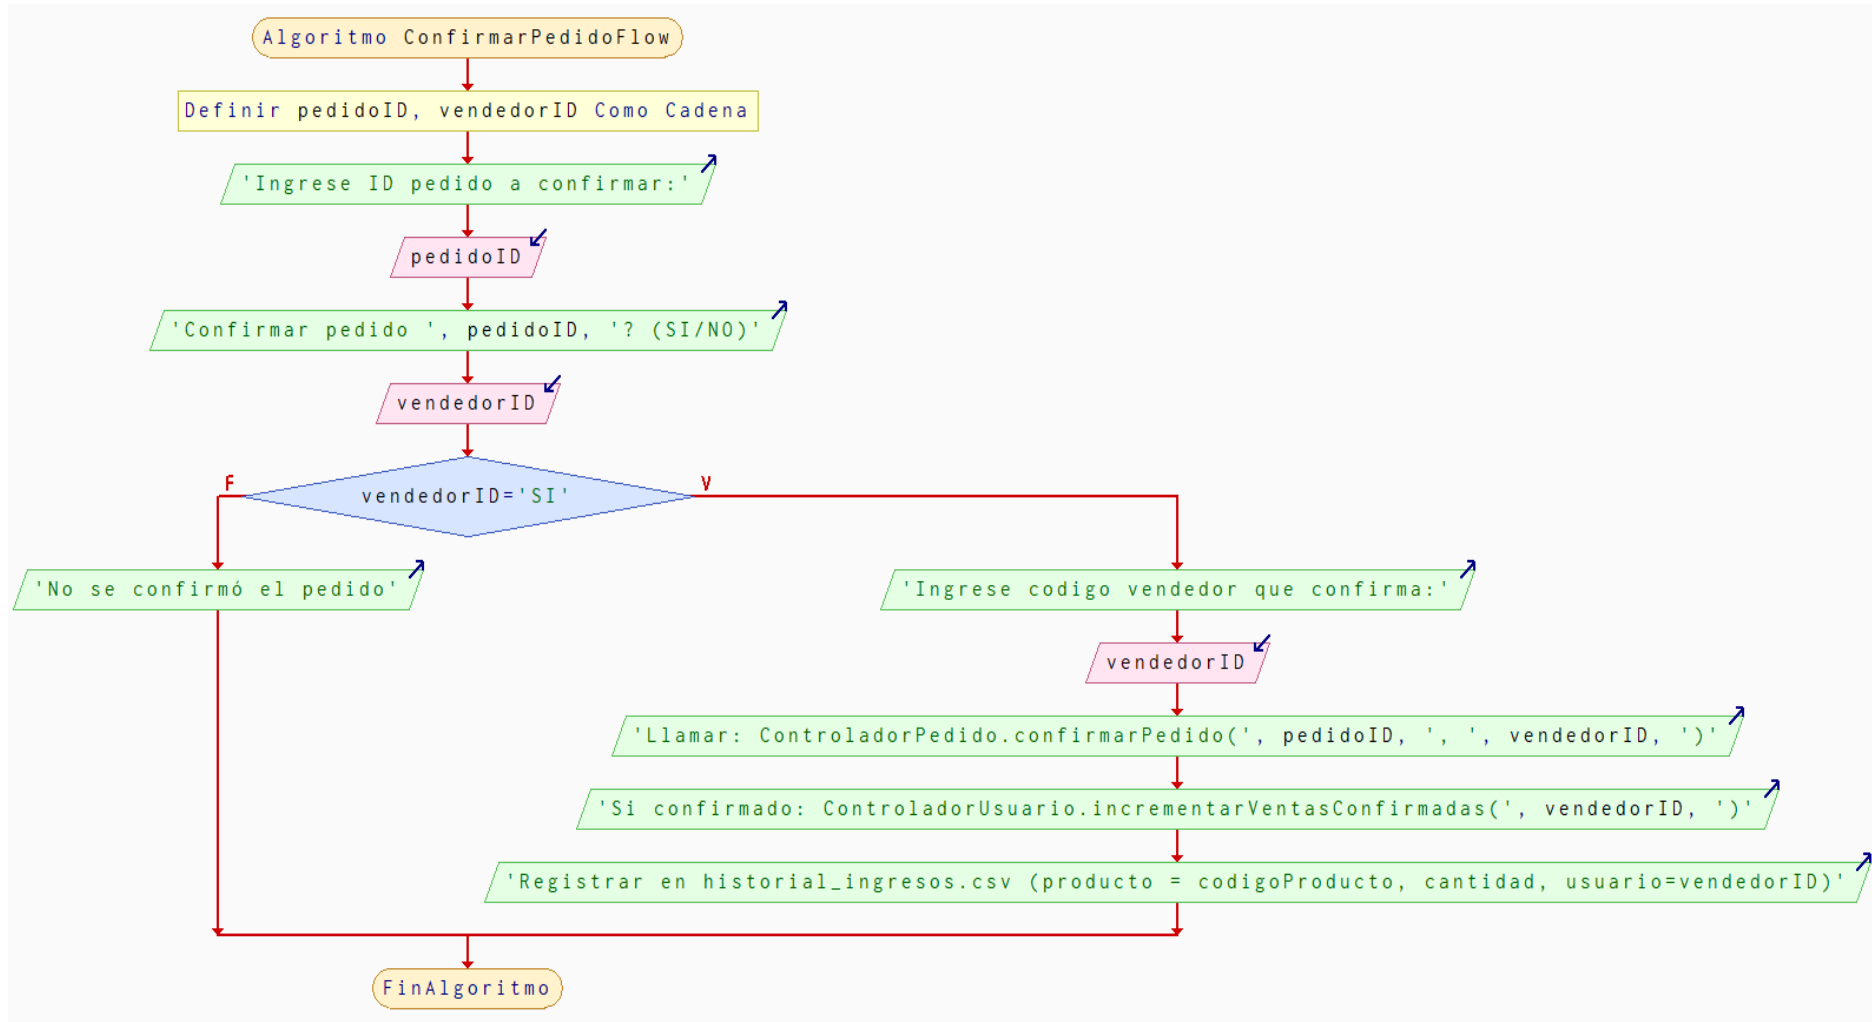 Algoritmo ConfirmarPedidoFlow
Definir pedidoID, vendedorID Como Cadena
'Ingrese ID pedido a confirmar:'
pedidoID
'Confirmar pedido ', pedidoID, '? (SI/NO)'
vendedorID
F
vendedorID='SI'
V
'No se confirmó el pedido'
'Ingrese codigo vendedor que confirma:'
vendedorID
'Llamar: ControladorPedido.confirmarPedido(', pedidoID, ', ', vendedorID, ')'
'Si confirmado: ControladorUsuario.incrementarVentasConfirmadas(', vendedorID, ')'
'Registrar en historial_ingresos.csv (producto = codigoProducto, cantidad, usuario=vendedorID)'
FinAlgoritmo